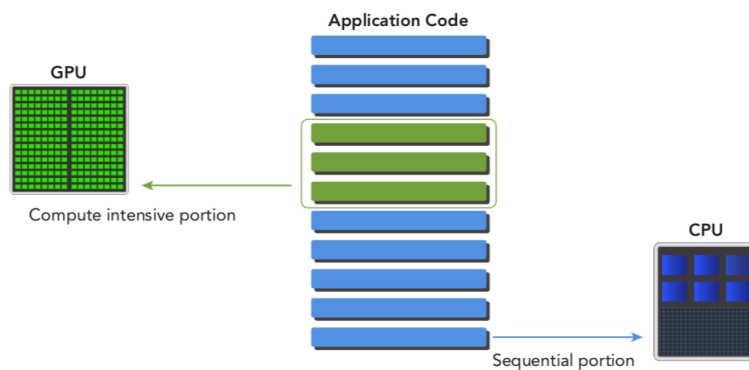 Application Code
GPU
Compute intensive portion
CPU
Sequential portion